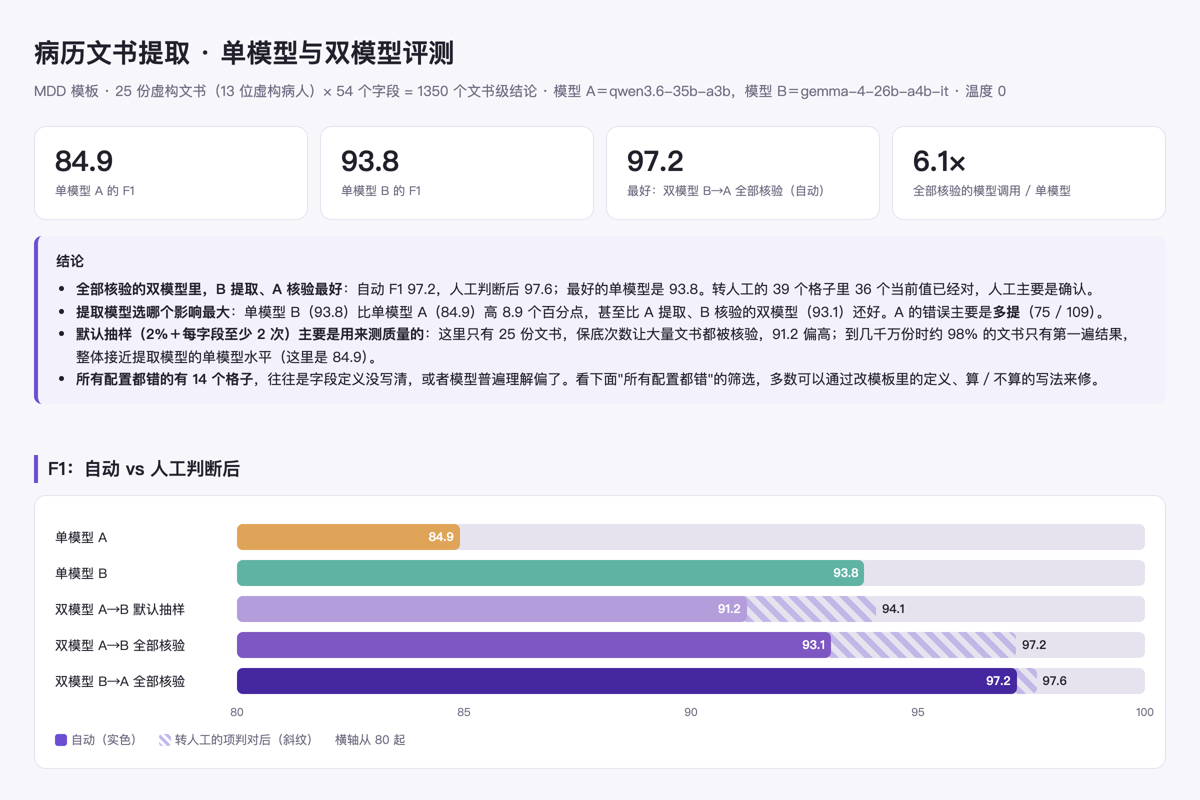 病历文书提取 · 单模型与双模型评测
MDD 模板 · 25 份虚构文书（13 位虚构病人）× 54 个字段 = 1350 个文书级结论 · 模型 A＝qwen3.6-35b-a3b，模型 B＝gemma-4-26b-a4b-it · 温度 0
84.9
单模型 A 的 F1
93.8
单模型 B 的 F1
97.2
最好：双模型 B→A 全部核验（自动）
6.1×
全部核验的模型调用 / 单模型
结论
• 全部核验的双模型里，B 提取、A 核验最好：自动 F1 97.2，人工判断后 97.6；最好的单模型是 93.8。转人工的 39 个格子里 36 个当前值已经对，人工主要是确认。
• 提取模型选哪个影响最大：单模型 B（93.8）比单模型 A（84.9）高 8.9 个百分点，甚至比 A 提取、B 核验的双模型（93.1）还好。A 的错误主要是多提（75 / 109）。
• 默认抽样（2%＋每字段至少 2 次）主要是用来测质量的：这里只有 25 份文书，保底次数让大量文书都被核验，91.2 偏高；到几千万份时约 98% 的文书只有第一遍结果，
整体接近提取模型的单模型水平（这里是 84.9）。
• 所有配置都错的有 14 个格子，往往是字段定义没写清，或者模型普遍理解偏了。看下面"所有配置都错"的筛选，多数可以通过改模板里的定义、算 / 不算的写法来修。
F1：自动 vs 人工判断后
单模型 A 84.9
单模型 B 93.8
双模型 A→B 默认抽样 91.2 94.1
双模型 A→B 全部核验 93.1 97.2
双模型 B→A 全部核验 97.2 97.6
80 85 90 95 100
自动（实色） 转人工的项判对后（斜纹） 横轴从 80 起